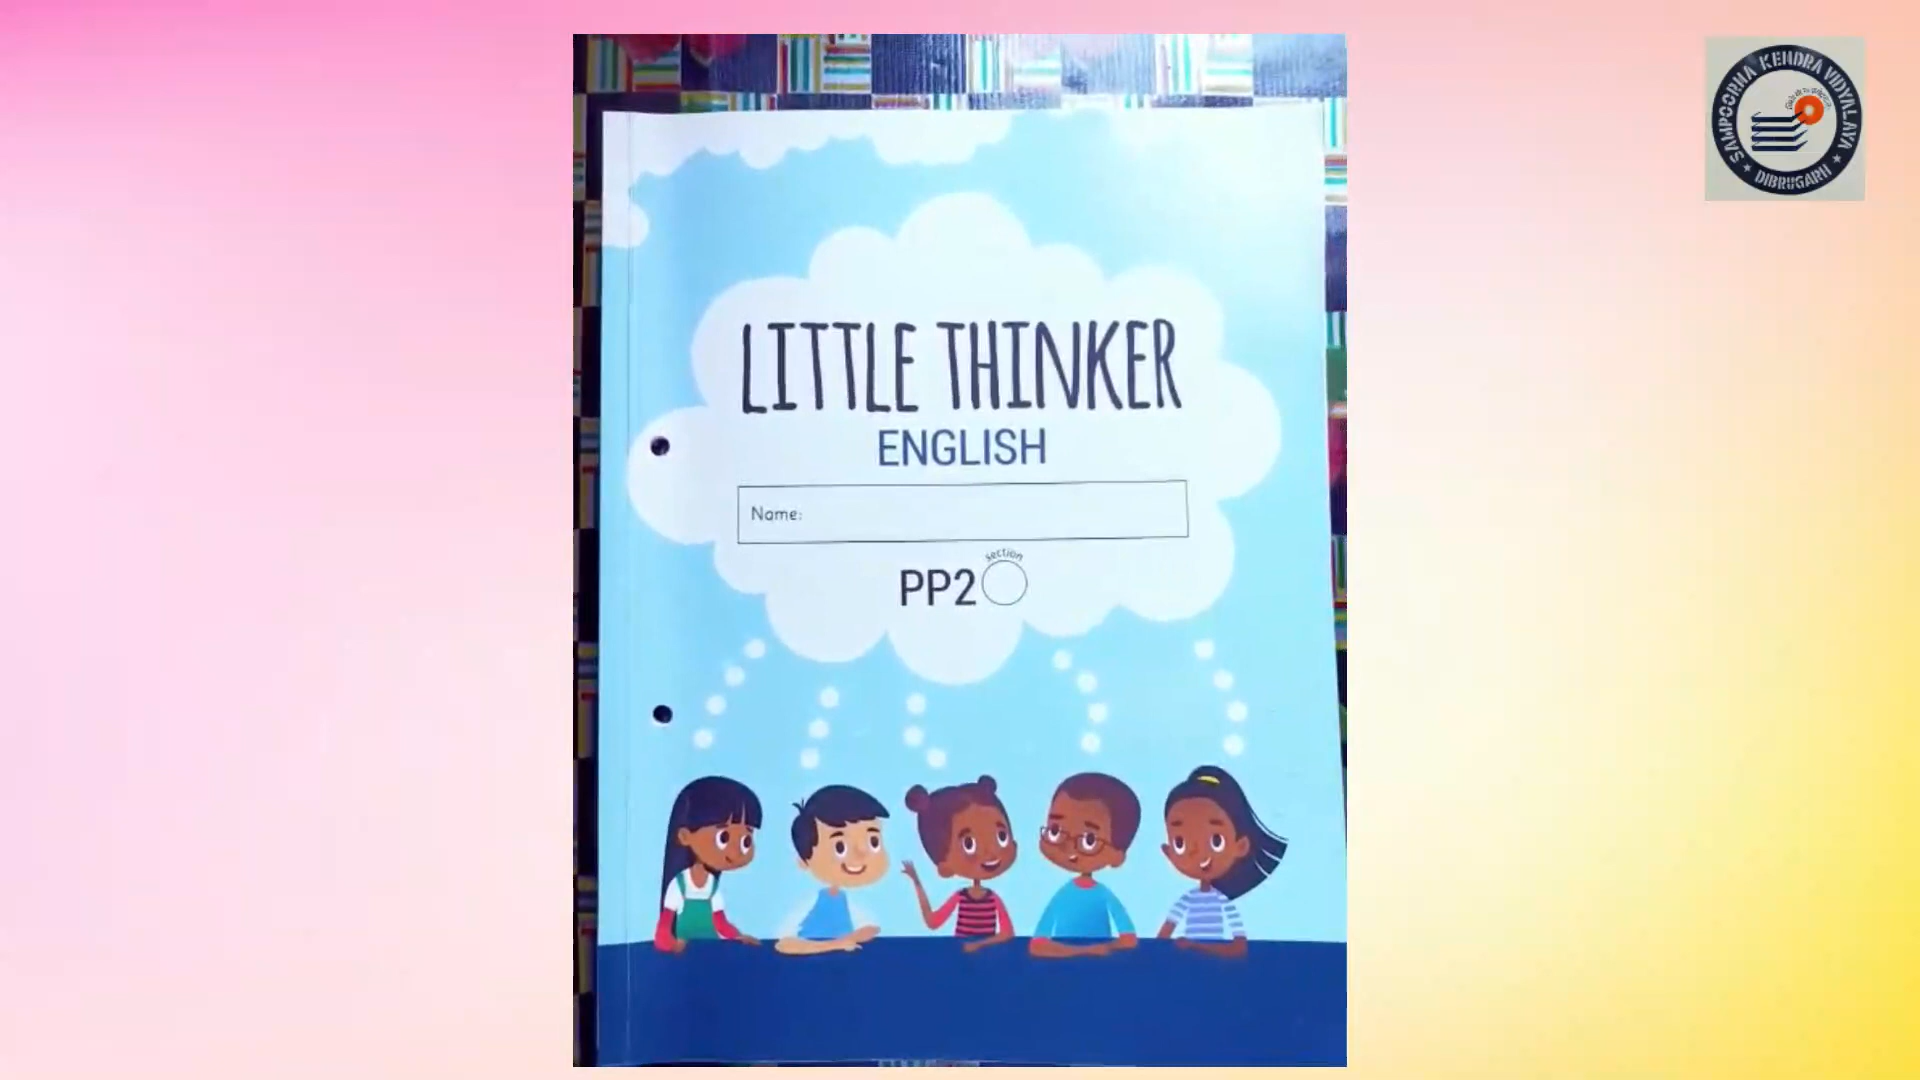 LITTLE THINKER
ENGLISH
Name:
section
PP2
SAMPOORNA KENDRA VIDYALAYA
DIBRUGARH